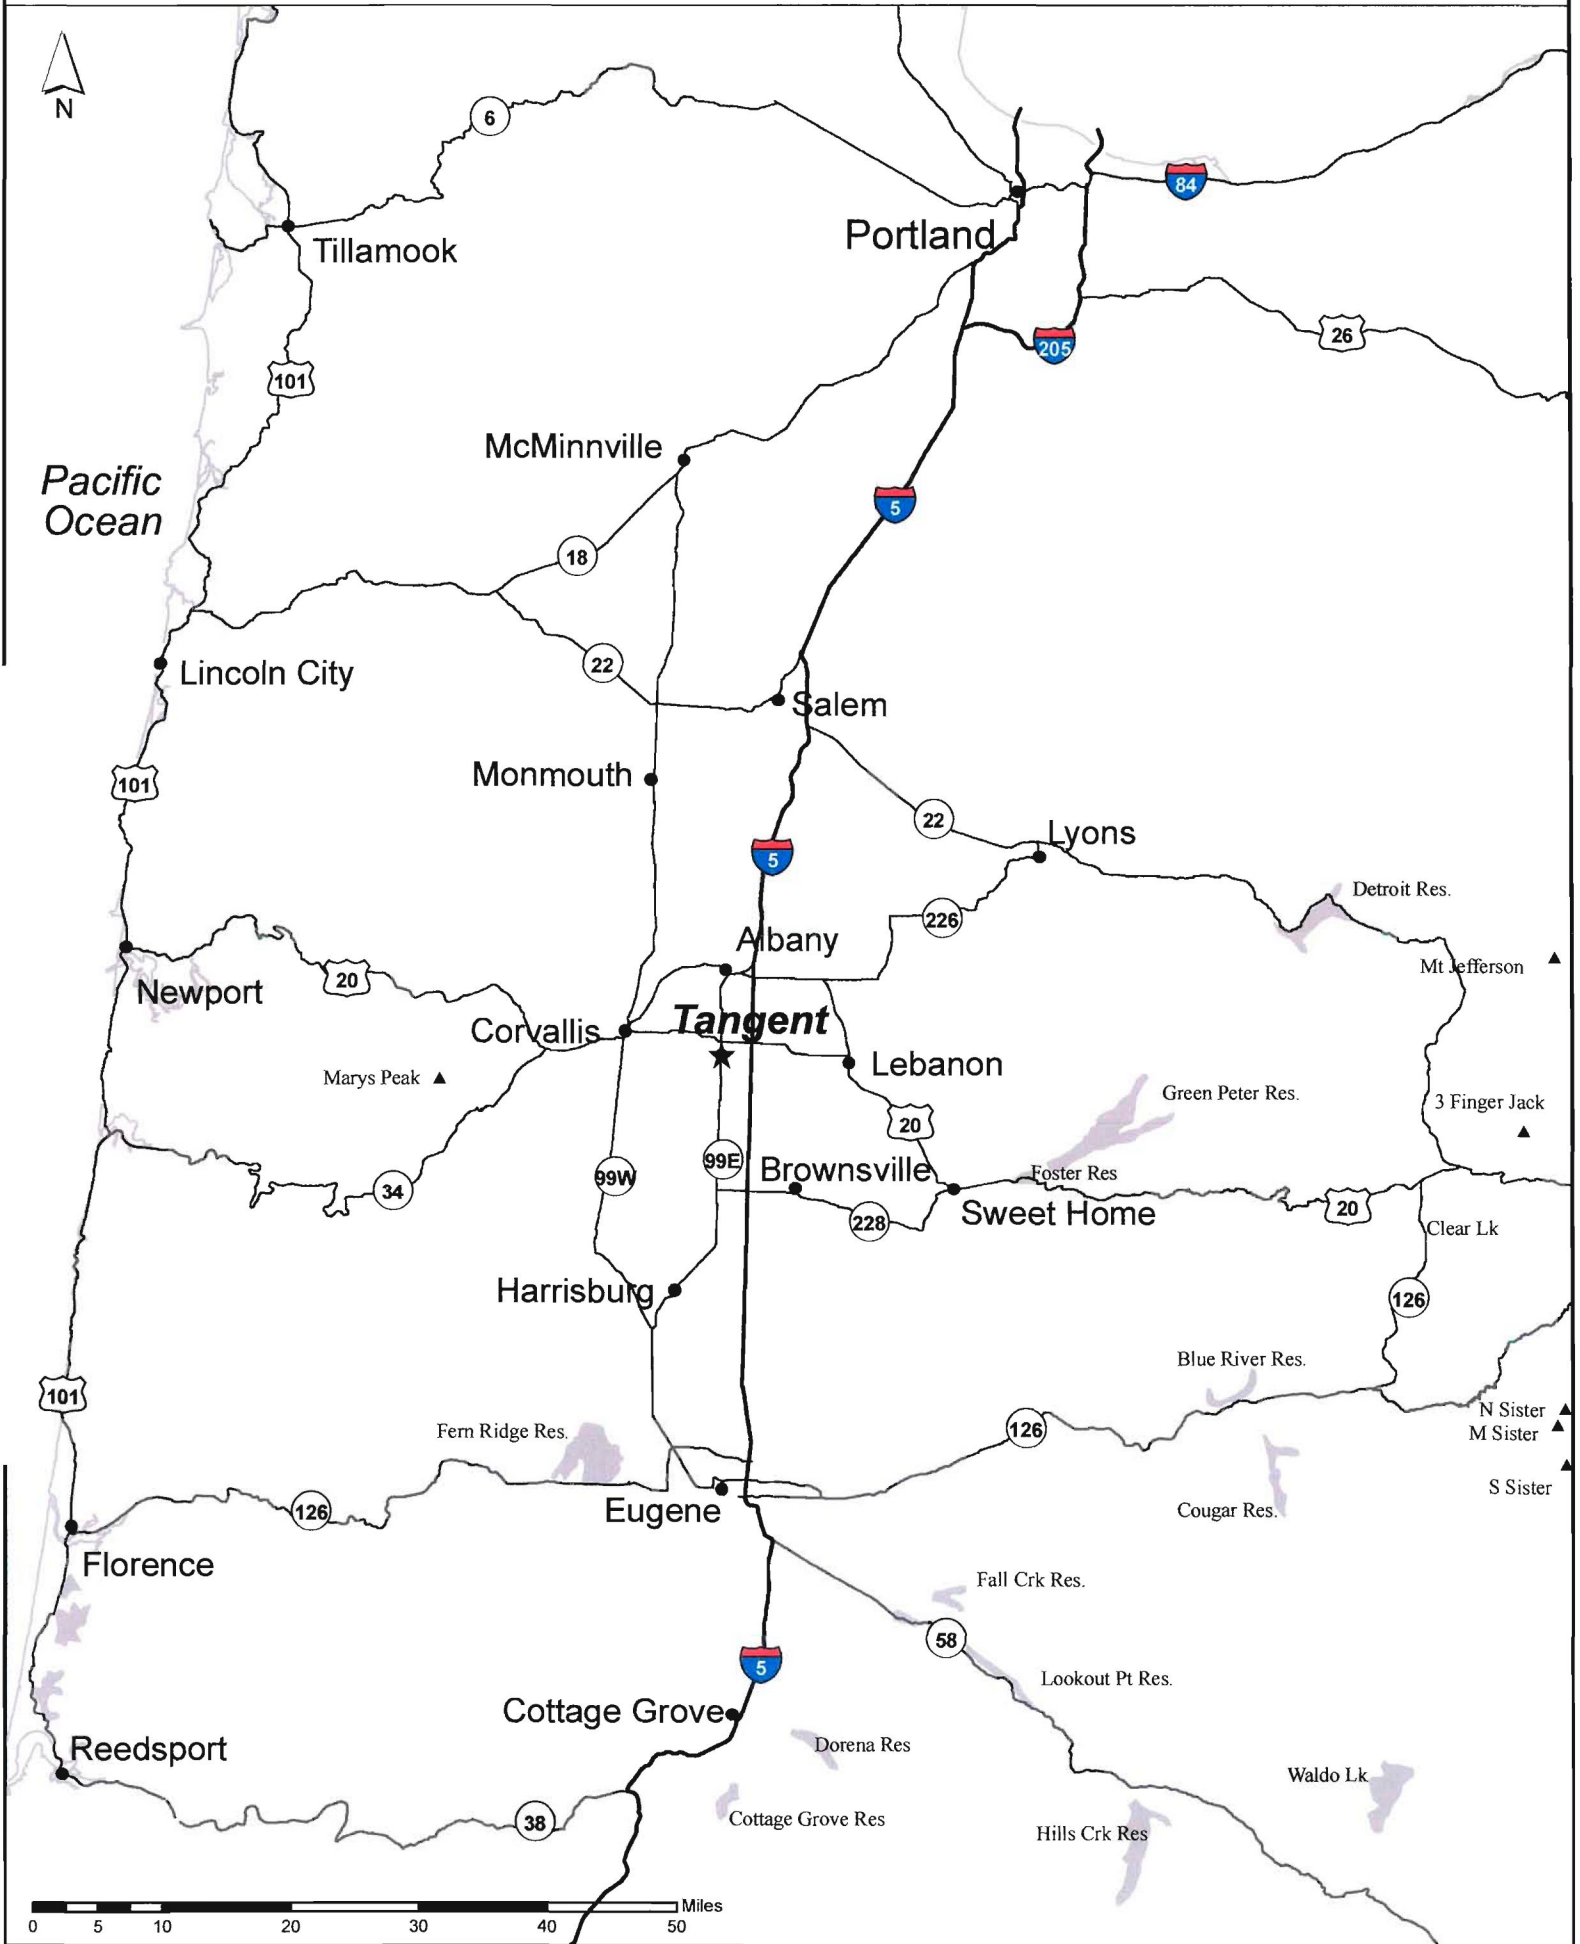 N
6
84
Portland
Tillamook
26
205
101
McMinnville
Pacific
Ocean
5
18
22
Lincoln City
Salem
101
Monmouth
22
Lyons
5
Detroit Res.
226
Albany
Mt Jefferson
20
Newport
Tangent
Corvallis
Lebanon
Marys Peak
Green Peter Res.
3 Finger Jack
20
99E
Brownsville
Foster Res
99W
34
20
Sweet Home
228
Clear Lk
Harrisburg
126
Blue River Res.
101
N Sister
Fern Ridge Res.
126
M Sister
S Sister
126
Eugene
Cougar Res.
Florence
Fall Crk Res.
58
5
Lookout Pt Res.
Cottage Grove
Reedsport
Dorena Res
Waldo Lk
38
Cottage Grove Res
Hills Crk Res
Miles
0 5 10 20 30 40 50